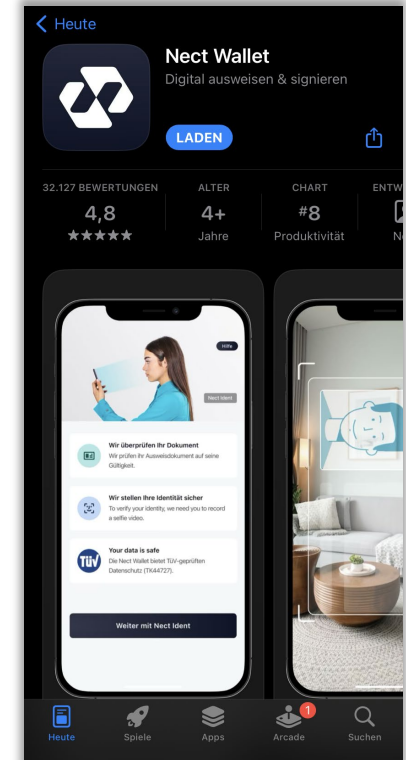 Heute
Nect Wallet
Digital ausweisen & signieren
LADEN
32.127 BEWERTUNGEN
4,8
ALTER
4+
Jahre
CHART
#8
Produktivität
ENTW
Ne
Hilfe
Nect Ident
Wir überprüfen Ihr Dokument
Wir prüfen Ihr Ausweisdokument auf seine
Gültigkeit.
Wir stellen Ihre Identität sicher
To verify your identity, we need you to record
a selfie video.
TÜV
Your data is safe
Die Nect Wallet bietet TÜV-geprüften
Datenschutz (TK44727).
Weiter mit Nect Ident
Heute
Spiele
Apps
1
Arcade
Suchen